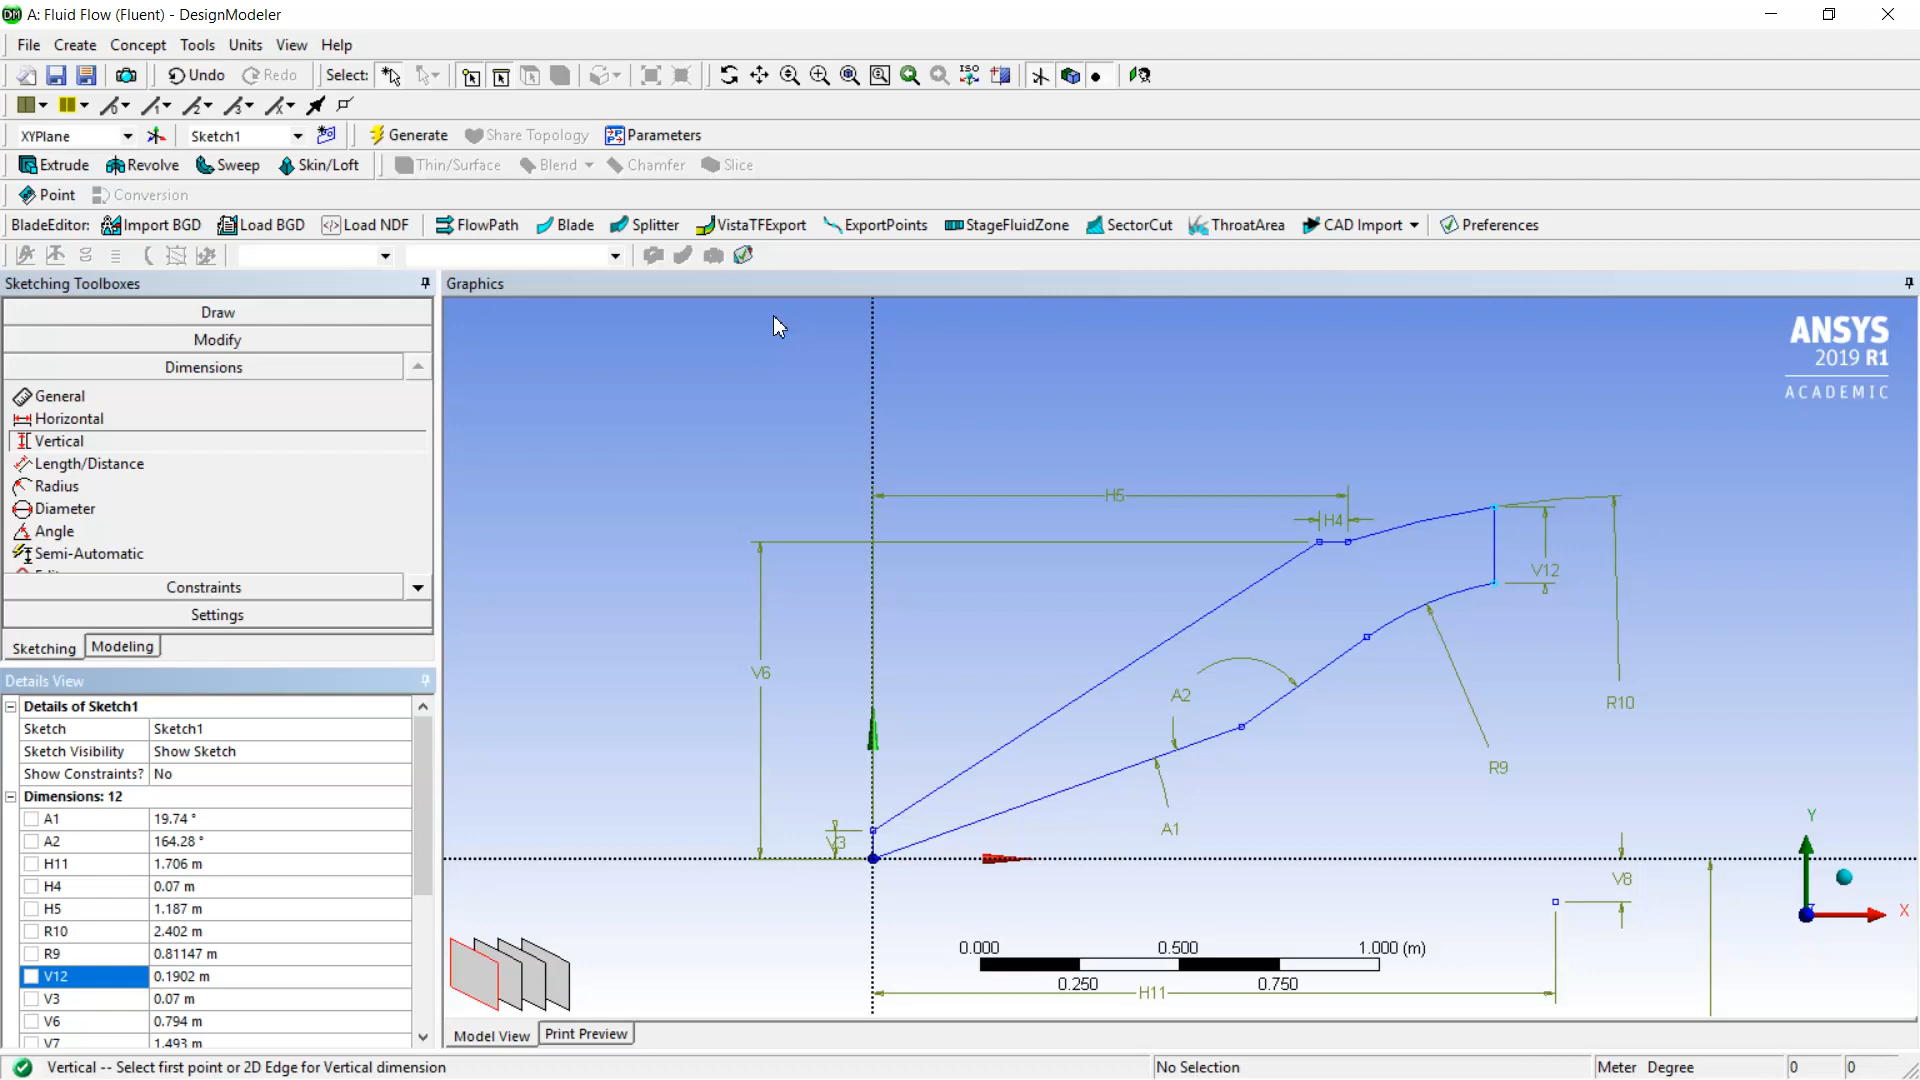 DM A: Fluid Flow (Fluent) - DesignModeler
File Create Concept Tools Units View Help
Undo Redo Select: ISO
XYPlane Sketch1 Generate Share Topology Parameters
Extrude Revolve Sweep Skin/Loft Thin/Surface Blend Chamfer Slice
Point Conversion
BladeEditor: Import BGD Load BGD Load NDF FlowPath Blade Splitter VistaTFExport ExportPoints StageFluidZone SectorCut ThroatArea CAD Import Preferences
Sketching Toolboxes
Draw
Modify
Dimensions
General
Horizontal
Vertical
Length/Distance
Radius
Diameter
Angle
Semi-Automatic
Constraints
Settings
Sketching Modeling
Details View
Details of Sketch1
Sketch Sketch1
Sketch Visibility Show Sketch
Show Constraints? No
Dimensions: 12
A1 19.74 °
A2 164.28 °
H11 1.706 m
H4 0.07 m
H5 1.187 m
R10 2.402 m
R9 0.81147 m
V12 0.1902 m
V3 0.07 m
V6 0.794 m
V7 1.493 m
Graphics
ANSYS
2019 R1
ACADEMIC
H5
H4
V12
V6
A2
R10
R9
A1
V3
V8
Y
X
0.000 0.500 1.000 (m)
0.250 0.750
H11
Model View Print Preview
Vertical -- Select first point or 2D Edge for Vertical dimension No Selection Meter Degree 0 0